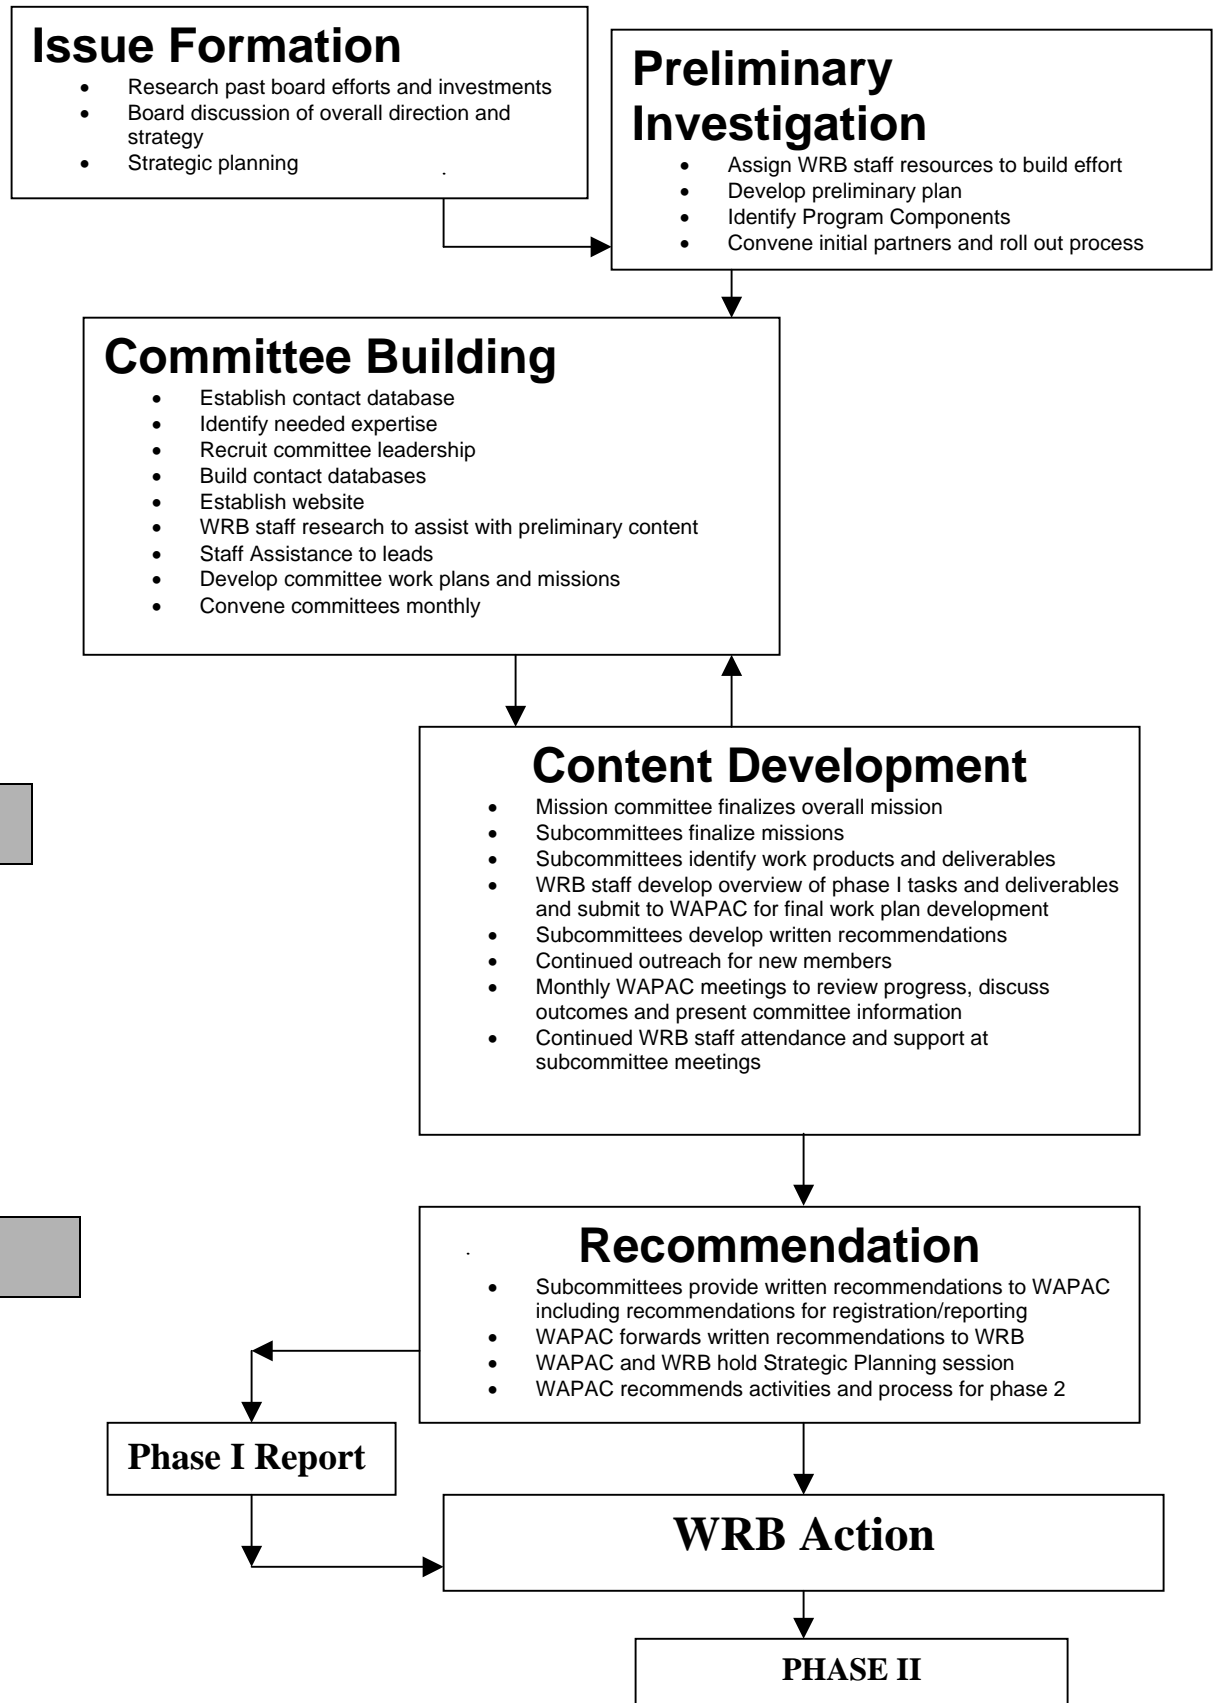 Issue Formation
• Research past board efforts and investments
• Board discussion of overall direction and
strategy
• Strategic planning
Preliminary
Investigation
• Assign WRB staff resources to build effort
• Develop preliminary plan
• Identify Program Components
• Convene initial partners and roll out process
Committee Building
• Establish contact database
• Identify needed expertise
• Recruit committee leadership
• Build contact databases
• Establish website
• WRB staff research to assist with preliminary content
• Staff Assistance to leads
• Develop committee work plans and missions
• Convene committees monthly
Content Development
• Mission committee finalizes overall mission
• Subcommittees finalize missions
• Subcommittees identify work products and deliverables
• WRB staff develop overview of phase I tasks and deliverables
and submit to WAPAC for final work plan development
• Subcommittees develop written recommendations
• Continued outreach for new members
• Monthly WAPAC meetings to review progress, discuss
outcomes and present committee information
• Continued WRB staff attendance and support at
subcommittee meetings
Recommendation
• Subcommittees provide written recommendations to WAPAC
including recommendations for registration/reporting
• WAPAC forwards written recommendations to WRB
• WAPAC and WRB hold Strategic Planning session
• WAPAC recommends activities and process for phase 2
Phase I Report
WRB Action
PHASE II